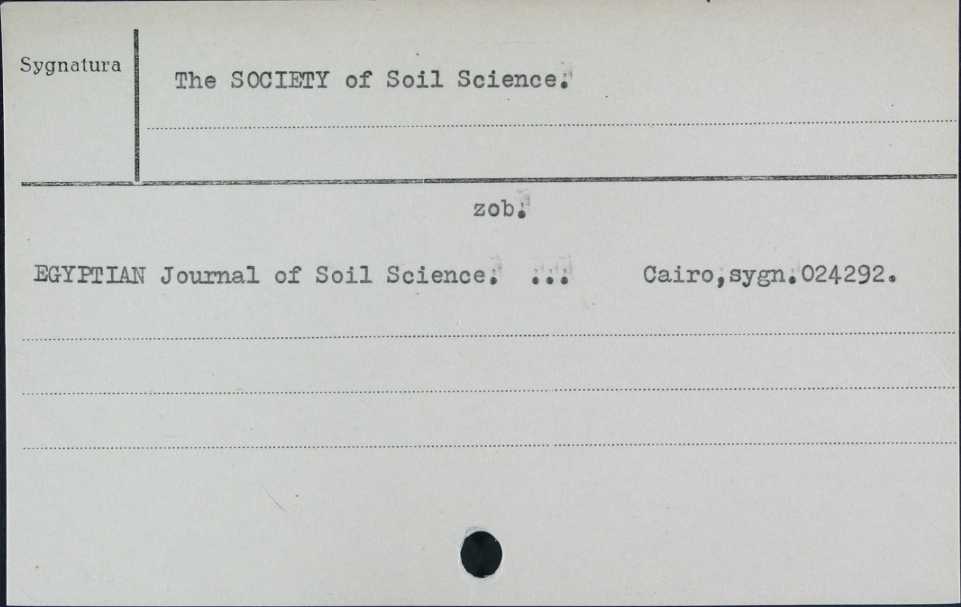 Sygnatura
The SOCIETY of Soil Science.
zob.
EGYPTIAN Journal of Soil Science. ... Cairo,sygn.024292.